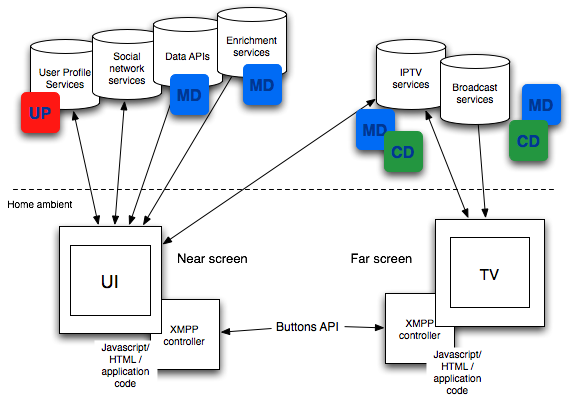 User Profile
Services
UP
Social
network
services
Data APIs
MD
Enrichment
services
MD
IPTV
services
MD
CD
Broadcast
services
MD
CD
Home ambient
UI
Near screen
XMPP
controller
Javascript/
HTML /
application
code
Buttons API
Far screen
TV
XMPP
controller
Javascript/
HTML /
application
code